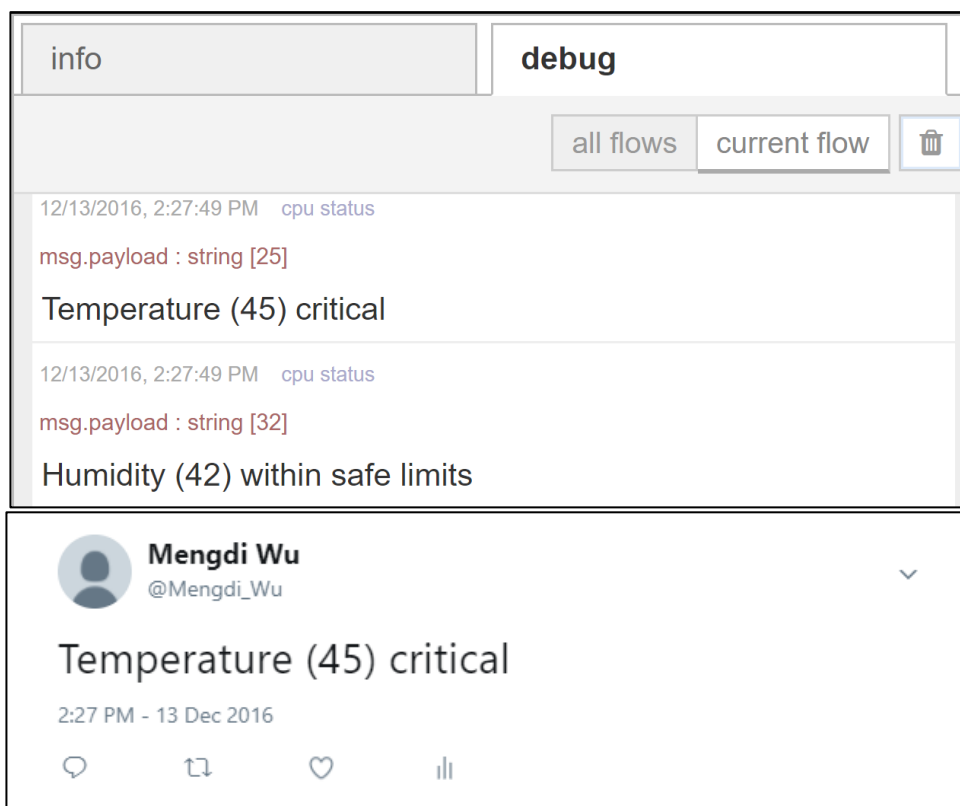 info debug
all flows current flow
12/13/2016, 2:27:49 PM cpu status
msg.payload : string [25]
Temperature (45) critical
12/13/2016, 2:27:49 PM cpu status
msg.payload : string [32]
Humidity (42) within safe limits
Mengdi Wu
@Mengdi_Wu
Temperature (45) critical
2:27 PM - 13 Dec 2016